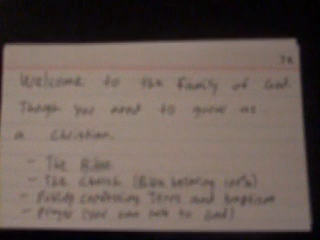 Welcome to the family of God.
Things you need to grow as
a Christian.
- The Bible
- The Church (Bible believing
- Publicly confessing Jesus and baptism
- Prayer (you can talk to God)